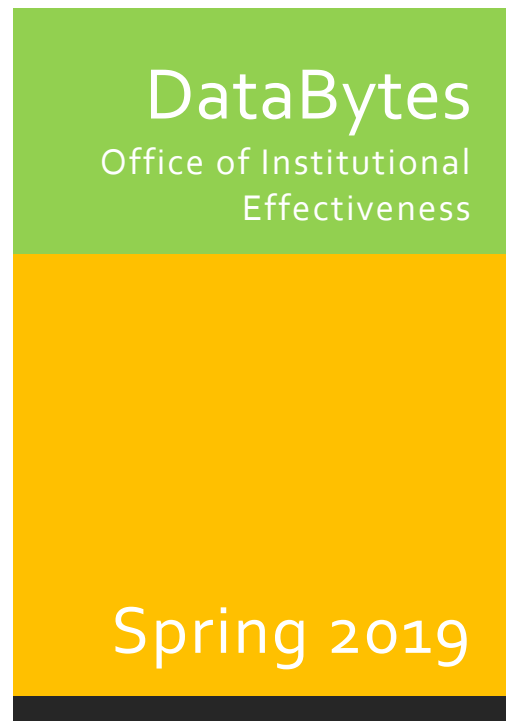 DataBytes
Office of Institutional
Effectiveness
Spring 2019